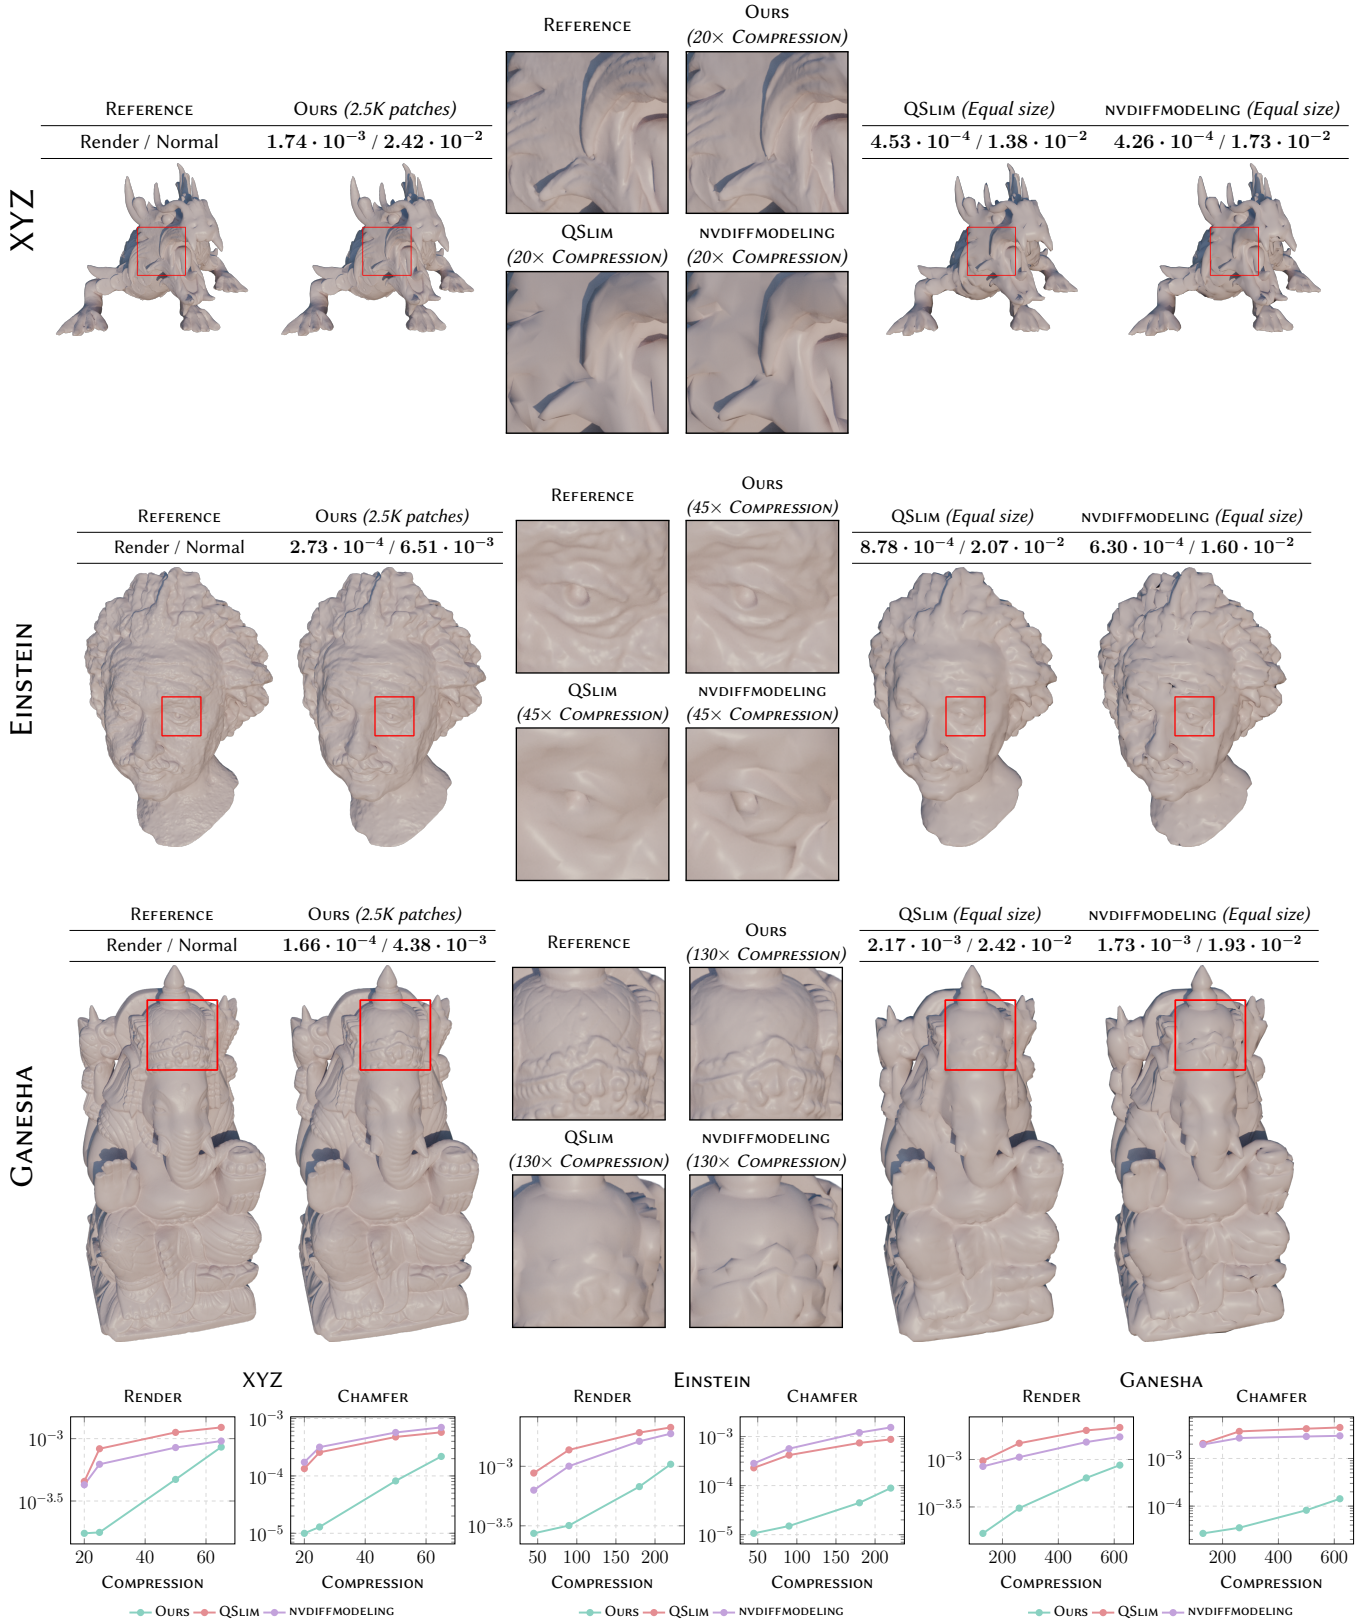 XYZ
REFERENCE
OURS (2.5K patches)
Render / Normal
1.74 · 10⁻³ / 2.42 · 10⁻²
REFERENCE
OURS
(20× COMPRESSION)
QSLIM
(20× COMPRESSION)
NVDIFFMODELING
(20× COMPRESSION)
QSLIM (Equal size)
NVDIFFMODELING (Equal size)
4.53 · 10⁻⁴ / 1.38 · 10⁻²
4.26 · 10⁻⁴ / 1.73 · 10⁻²
EINSTEIN
REFERENCE
OURS (2.5K patches)
Render / Normal
2.73 · 10⁻⁴ / 6.51 · 10⁻³
REFERENCE
OURS
(45× COMPRESSION)
QSLIM
(45× COMPRESSION)
NVDIFFMODELING
(45× COMPRESSION)
QSLIM (Equal size)
NVDIFFMODELING (Equal size)
8.78 · 10⁻⁴ / 2.07 · 10⁻²
6.30 · 10⁻⁴ / 1.60 · 10⁻²
GANESHA
REFERENCE
OURS (2.5K patches)
Render / Normal
1.66 · 10⁻⁴ / 4.38 · 10⁻³
REFERENCE
OURS
(130× COMPRESSION)
QSLIM
(130× COMPRESSION)
NVDIFFMODELING
(130× COMPRESSION)
QSLIM (Equal size)
NVDIFFMODELING (Equal size)
2.17 · 10⁻³ / 2.42 · 10⁻²
1.73 · 10⁻³ / 1.93 · 10⁻²
XYZ
RENDER
10⁻³
10⁻³·⁵
20 40 60
COMPRESSION
CHAMFER
10⁻³
10⁻⁴
10⁻⁵
20 40 60
COMPRESSION
OURS QSLIM NVDIFFMODELING
EINSTEIN
RENDER
10⁻³
10⁻³·⁵
50 100 150 200
COMPRESSION
CHAMFER
10⁻³
10⁻⁴
10⁻⁵
50 100 150 200
COMPRESSION
OURS QSLIM NVDIFFMODELING
GANESHA
RENDER
10⁻³
10⁻³·⁵
200 400 600
COMPRESSION
CHAMFER
10⁻³
10⁻⁴
200 400 600
COMPRESSION
OURS QSLIM NVDIFFMODELING